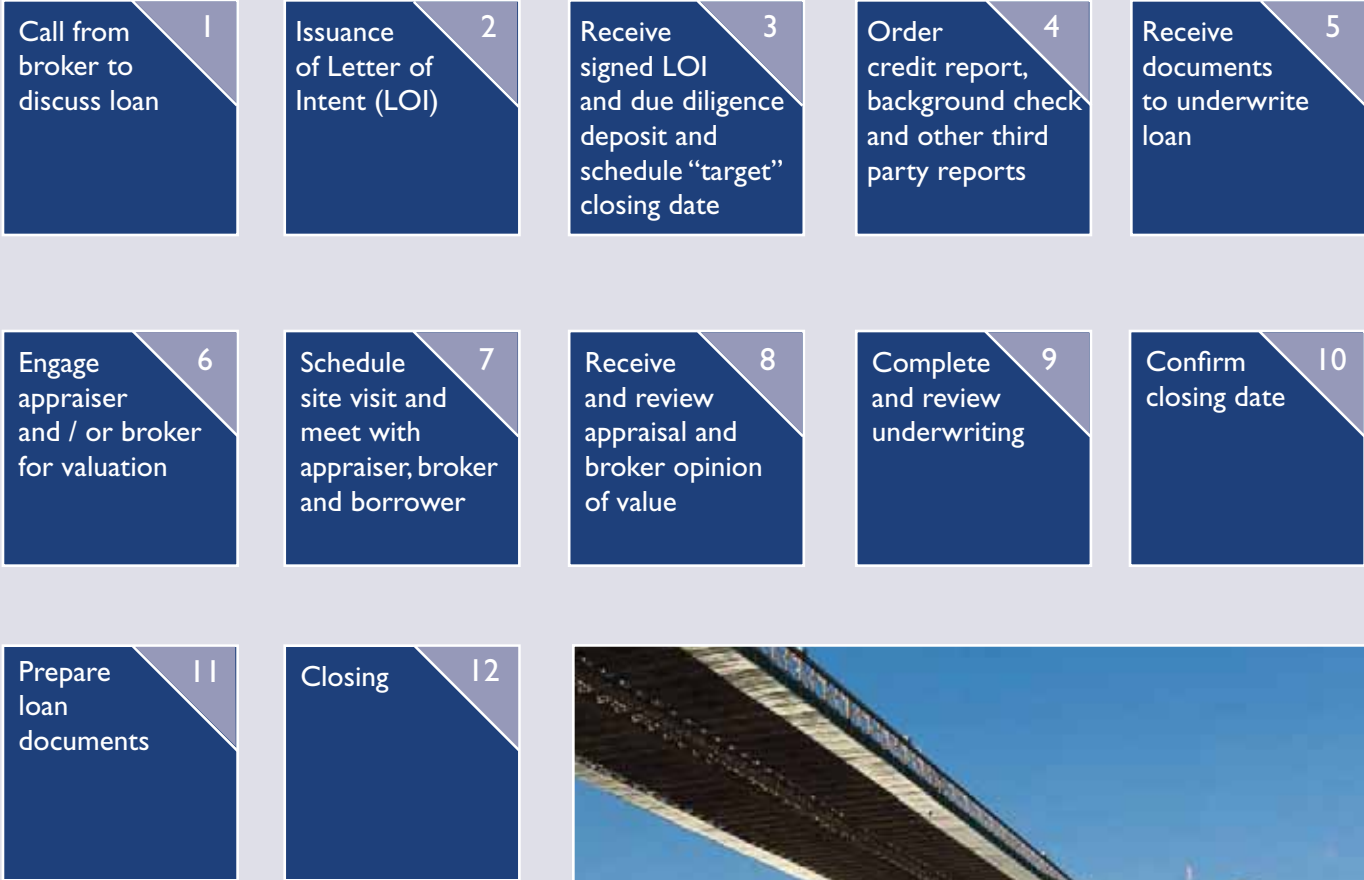 Call from
broker to
discuss loan
1
Issuance
of Letter of
Intent (LOI)
2
Receive
signed LOI
and due diligence
deposit and
schedule “target”
closing date
3
Order
credit report,
background check
and other third
party reports
4
Receive
documents
to underwrite
loan
5
Engage
appraiser
and / or broker
for valuation
6
Schedule
site visit and
meet with
appraiser, broker
and borrower
7
Receive
and review
appraisal and
broker opinion
of value
8
Complete
and review
underwriting
9
Confirm
closing date
10
Prepare
loan
documents
11
Closing
12